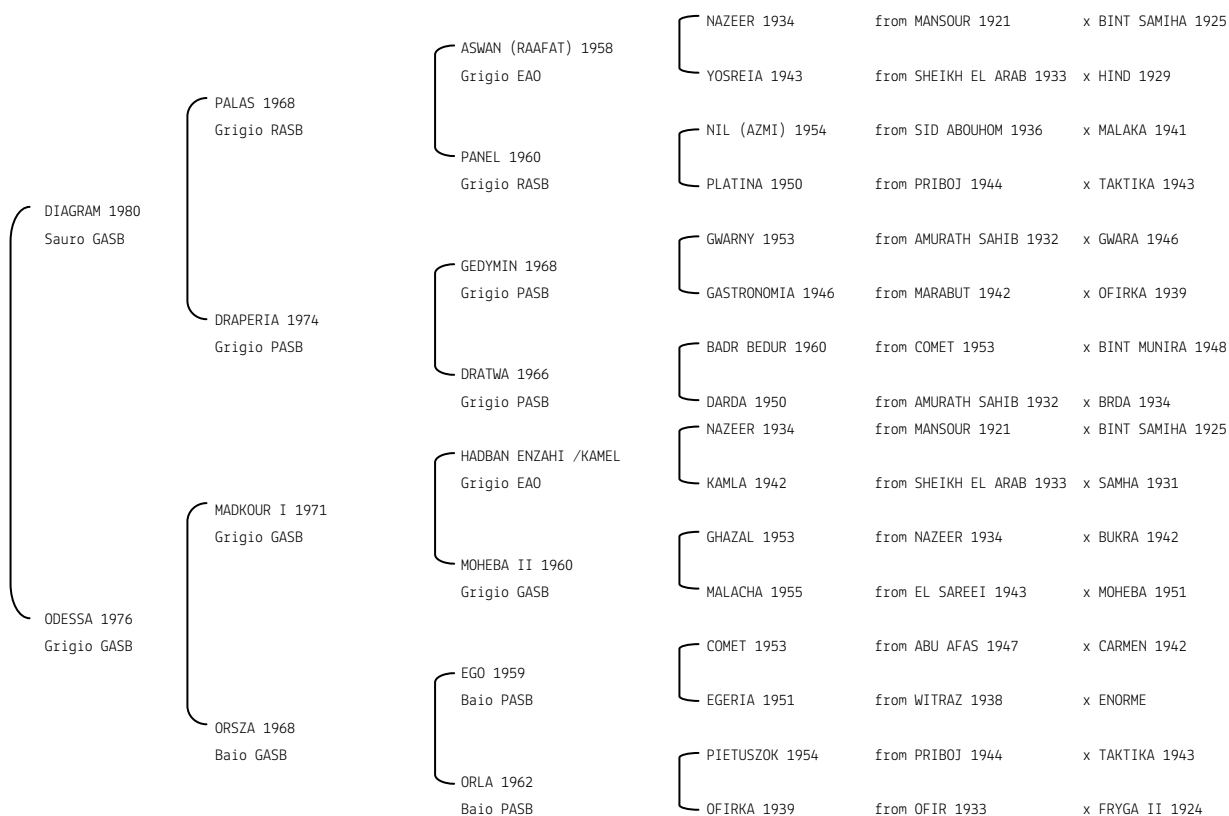 NAZEER 1934 from MANSOUR 1921 x BINT SAMIHA 1925
ASWAN (RAAFAT) 1958
Grigio EAO YOSREIA 1943 from SHEIKH EL ARAB 1933 x HIND 1929
PALAS 1968
Grigio RASB NIL (AZMI) 1954 from SID ABOUHOM 1936 x MALAKA 1941
PANEL 1960
Grigio RASB PLATINA 1950 from PRIBOJ 1944 x TAKTIKA 1943
DIAGRAM 1980
Sauro GASB GWARNY 1953 from AMURATH SAHIB 1932 x GWARA 1946
GEDYMIN 1968
Grigio PASB GASTRONOMIA 1946 from MARABUT 1942 x OFIRKA 1939
DRAPERIA 1974
Grigio PASB BADR BEDUR 1960 from COMET 1953 x BINT MUNIRA 1948
DRATWA 1966
Grigio PASB DARDA 1950 from AMURATH SAHIB 1932 x BRDA 1934
NAZEER 1934 from MANSOUR 1921 x BINT SAMIHA 1925
HADBAN ENZAHI /KAMEL
Grigio EAO KAMLA 1942 from SHEIKH EL ARAB 1933 x SAMHA 1931
MADKOUR I 1971
Grigio GASB GHAZAL 1953 from NAZEER 1934 x BUKRA 1942
MOHEBA II 1960
Grigio GASB MALACHA 1955 from EL SAREEI 1943 x MOHEBA 1951
ODESSA 1976
Grigio GASB COMET 1953 from ABU AFAS 1947 x CARMEN 1942
EGO 1959
Baio PASB EGERIA 1951 from WITRAZ 1938 x ENORME
ORSZA 1968
Baio GASB PIETUSZOK 1954 from PRIBOJ 1944 x TAKTIKA 1943
ORLA 1962
Baio PASB OFIRKA 1939 from OFIR 1933 x FRYGA II 1924